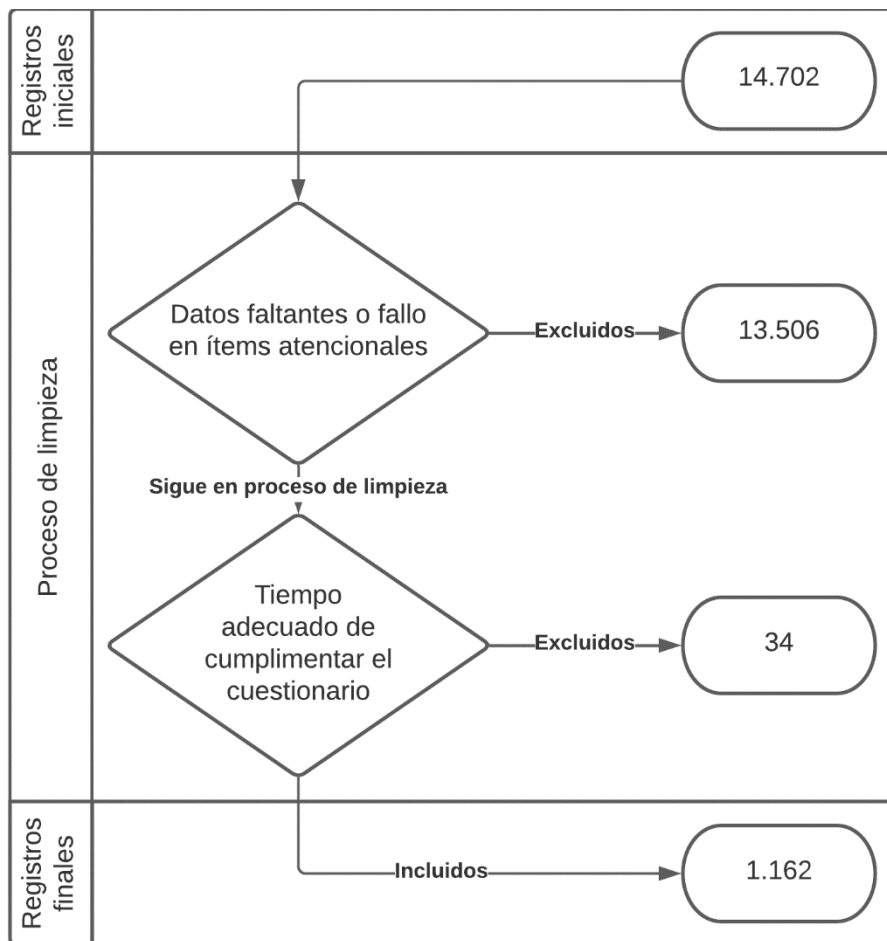 Registros
iniciales
14.702
Proceso de limpieza
Datos faltantes o fallo
en ítems atencionales
Excluidos
13.506
Sigue en proceso de limpieza
Tiempo
adecuado de
cumplimentar el
cuestionario
Excluidos
34
Registros
finales
Incluidos
1.162